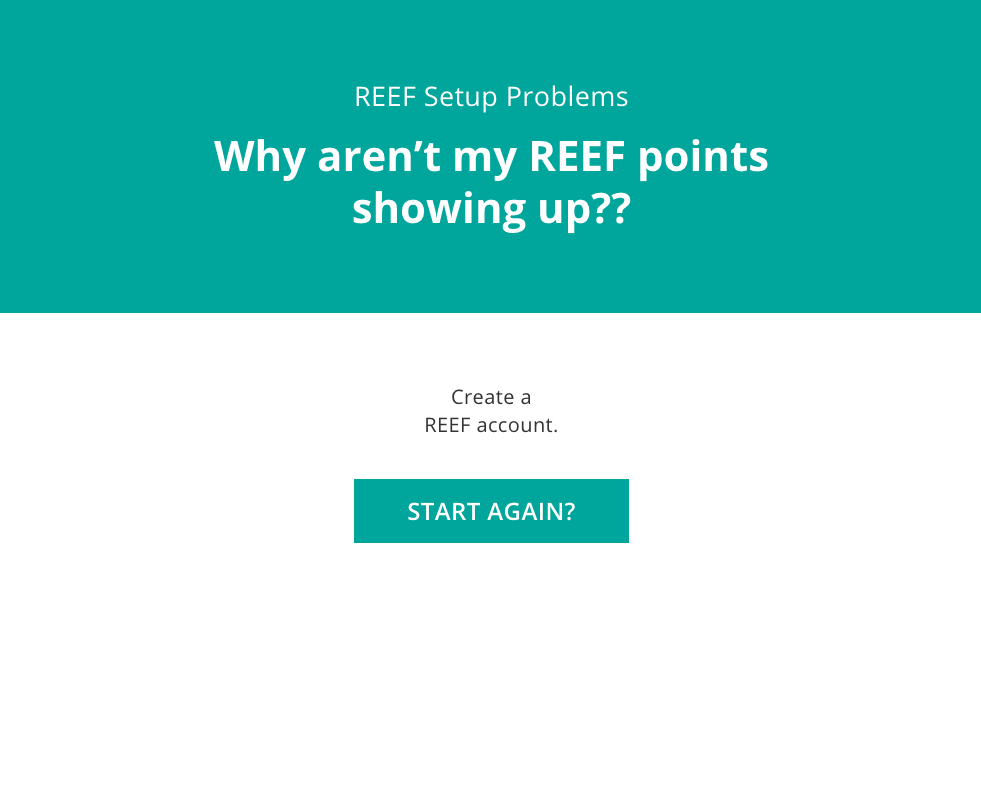 REEF Setup Problems
Why aren’t my REEF points
showing up??
Create a
REEF account.
START AGAIN?